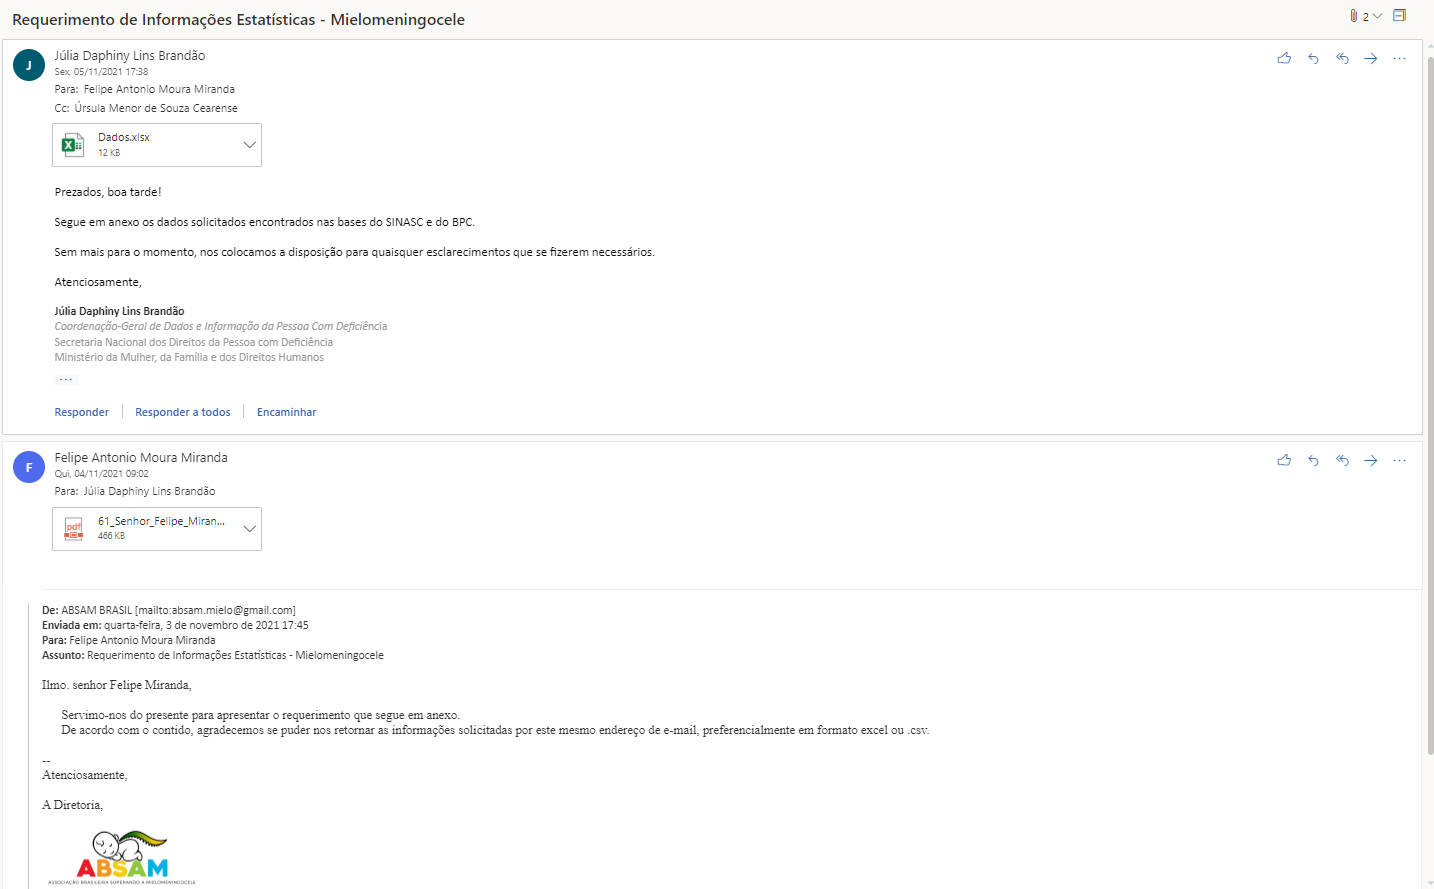 Requerimento de Informações Estatísticas - Mielomeningocele
2
J
Júlia Daphiny Lins Brandão
Sex, 05/11/2021 17:38
Para: Felipe Antonio Moura Miranda
Cc: Úrsula Menor de Souza Cearense
Dados.xlsx
12 KB
Prezados, boa tarde!
Segue em anexo os dados solicitados encontrados nas bases do SINASC e do BPC.
Sem mais para o momento, nos colocamos a disposição para quaisquer esclarecimentos que se fizerem necessários.
Atenciosamente,
Júlia Daphiny Lins Brandão
Coordenação-Geral de Dados e Informação da Pessoa Com Deficiência
Secretaria Nacional dos Direitos da Pessoa com Deficiência
Ministério da Mulher, da Família e dos Direitos Humanos
...
Responder
Responder a todos
Encaminhar
F
Felipe Antonio Moura Miranda
Qui, 04/11/2021 09:02
Para: Júlia Daphiny Lins Brandão
pdf
61_Senhor_Felipe_Miran...
466 KB
De: ABSAM BRASIL [mailto:absam.mielo@gmail.com]
Enviada em: quarta-feira, 3 de novembro de 2021 17:45
Para: Felipe Antonio Moura Miranda
Assunto: Requerimento de Informações Estatísticas - Mielomeningocele
Ilmo. senhor Felipe Miranda,
Servimo-nos do presente para apresentar o requerimento que segue em anexo.
De acordo com o contido, agradecemos se puder nos retornar as informações solicitadas por este mesmo endereço de e-mail, preferencialmente em formato excel ou .csv.
--
Atenciosamente,
A Diretoria,
ABSAM
ASSOCIAÇÃO BRASILEIRA SUPERANDO A MIELOMENINGOCELE